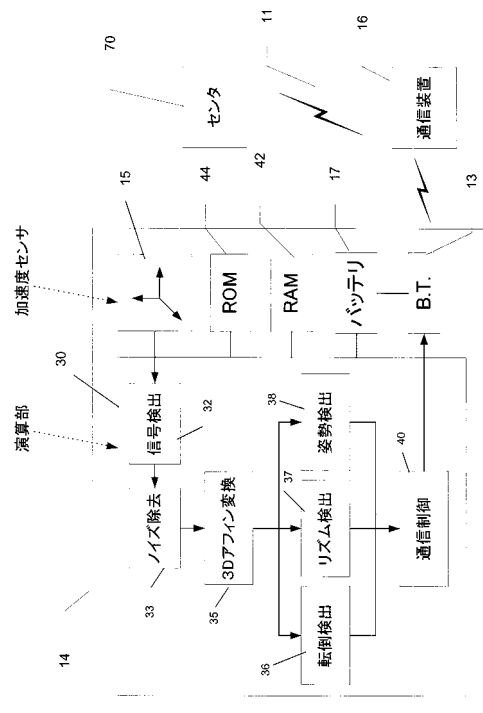 70
センタ
11
16
通信装置
加速度センサ
15
44
ROM
42
RAM
17
バッテリ
B.T.
13
演算部
30
信号検出
32
38
姿勢検出
40
ノイズ除去
33
3Dアフィン変換
35
37
リズム検出
通信制御
14
36
転倒検出